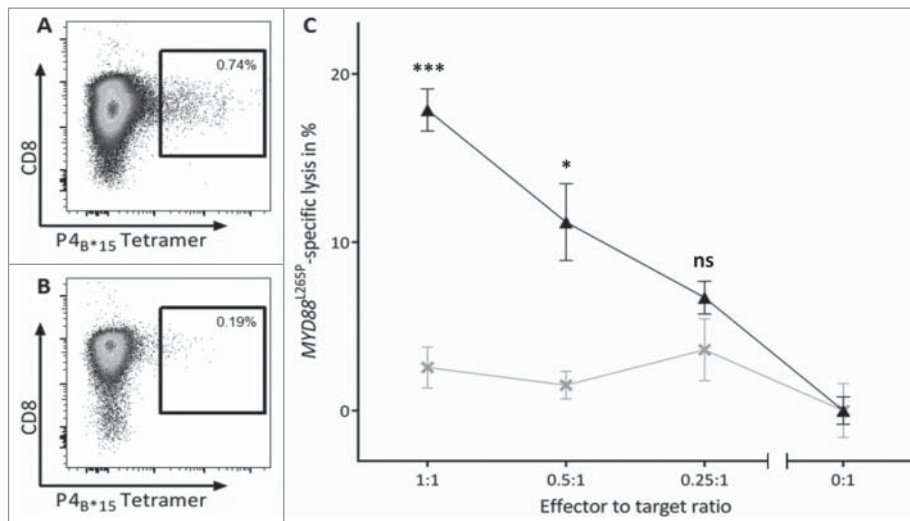 A
0.74%
CD8
P4B*15 Tetramer
B
0.19%
CD8
P4B*15 Tetramer
C
MYD88L265P-specific lysis in %
20
10
0
***
*
ns
1:1
0.5:1
0.25:1
0:1
Effector to target ratio